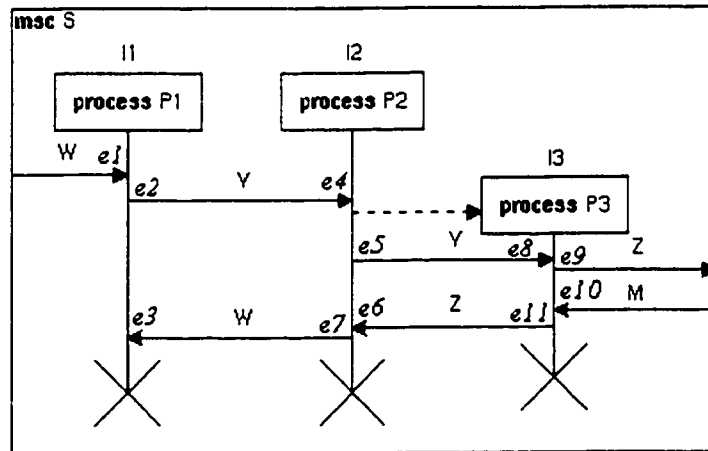 msc S
I1
I2
process P1
process P2
I3
W
e1
e2
Y
e4
process P3
e5
Y
e8
e9
Z
e10
M
e3
W
e7
e6
Z
e11